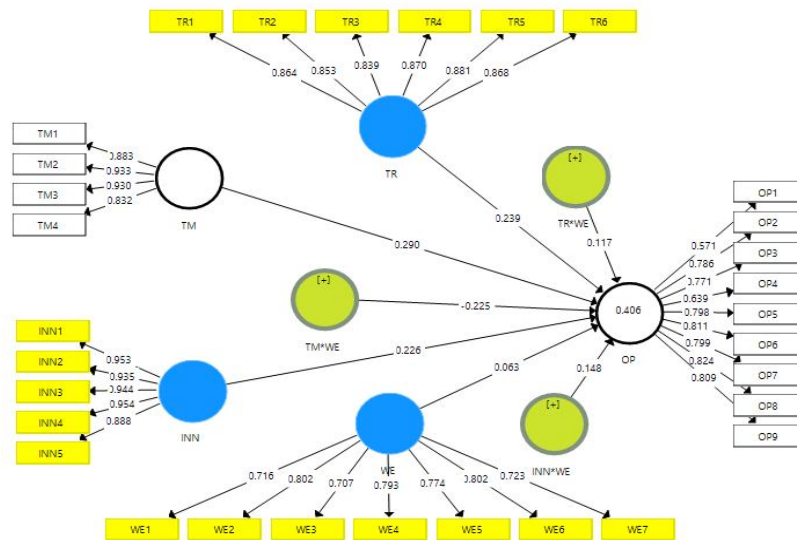 TR1 TR2 TR3 TR4 TR5 TR6
0.864 0.853 0.839 0.870 0.881 0.868
TR
TM1
TM2
TM3
TM4
0.883
0.933
0.930
0.832
TM
[+]
TR*WE
0.239
0.117
0.290
[+]
TM*WE
-0.225
0.226
0.063
0.148
0.406
OP
0.571
0.786
0.771
0.639
0.798
0.811
0.799
0.824
0.809
OP1
OP2
OP3
OP4
OP5
OP6
OP7
OP8
OP9
INN1
INN2
INN3
INN4
INN5
0.953
0.935
0.944
0.954
0.888
INN
WE
[+]
INN*WE
0.716 0.802 0.707 0.793 0.774 0.802 0.723
WE1 WE2 WE3 WE4 WE5 WE6 WE7